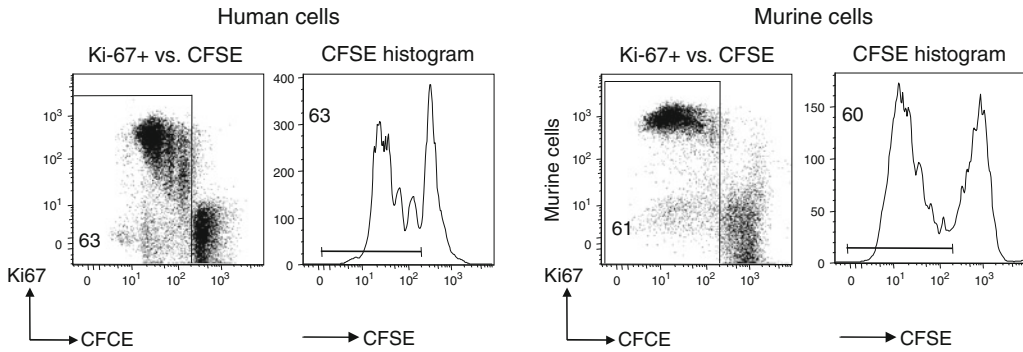 Human cells
Murine cells
Ki-67+ vs. CFSE
CFSE histogram
Ki-67+ vs. CFSE
CFSE histogram
10³
10²
10¹
0
63
0
10¹
10² 10³
400
300
200
100
0
63
0
10¹
10²
10³
Murine cells
10³
10²
10¹
0
61
0
10¹
10²
10³
150
100
50
0
60
0
10¹
10²
10³
Ki67
CFCE
CFSE
Ki67
CFCE
CFSE